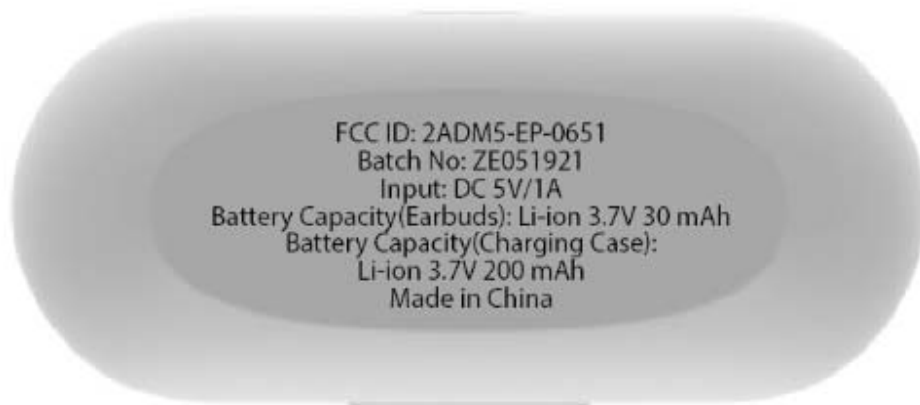 FCC ID: 2ADM5-EP-0651
Batch No: ZE051921
Input: DC 5V/1A
Battery Capacity(Earbuds): Li-ion 3.7V 30 mAh
Battery Capacity(Charging Case):
Li-ion 3.7V 200 mAh
Made in China